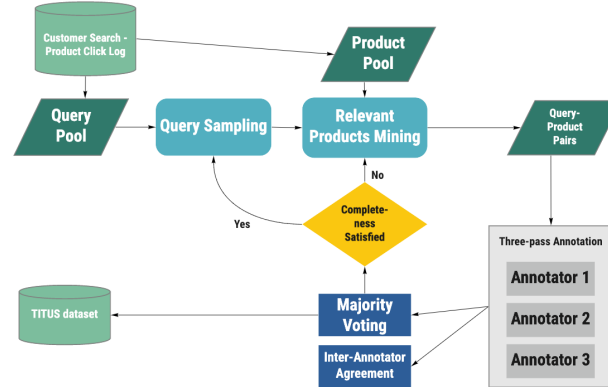 Customer Search -
Product Click Log
Product
Pool
Query
Pool
Query Sampling
Relevant
Products Mining
Query-
Product
Pairs
No
Yes
Complete-
ness
Satisfied
Three-pass Annotation
Annotator 1
Annotator 2
Annotator 3
TITUS dataset
Majority
Voting
Inter-Annotator
Agreement